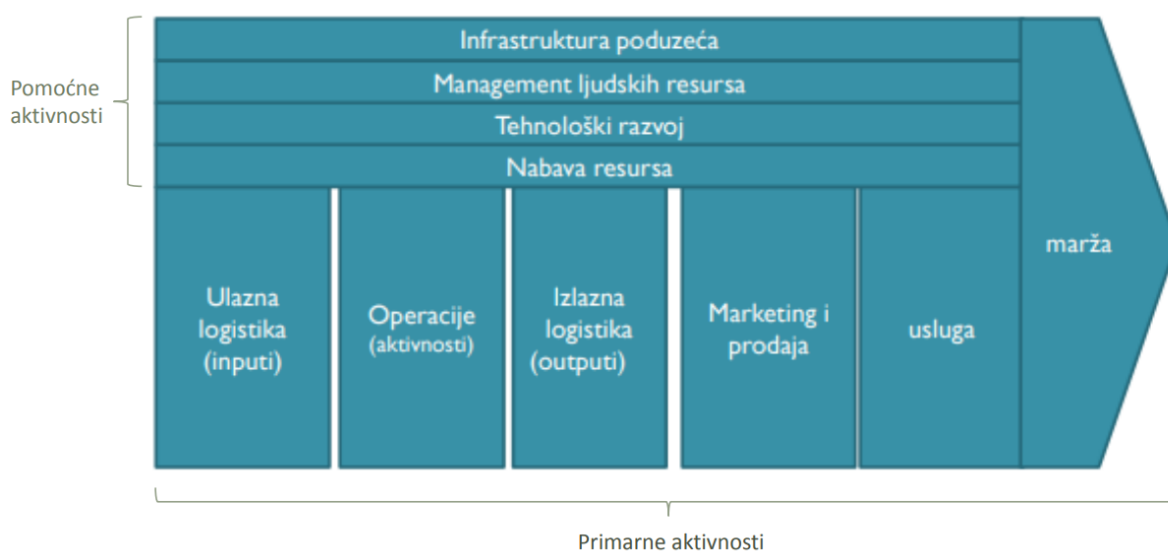 Infrastruktura poduzeća
Pomoćne
aktivnosti
Management ljudskih resursa
Tehnološki razvoj
Nabava resursa
Ulazna
logistika
(inputi)
Operacije
(aktivnosti)
Izlazna
logistika
(outputi)
Marketing i
prodaja
usluga
marža
Primarne aktivnosti